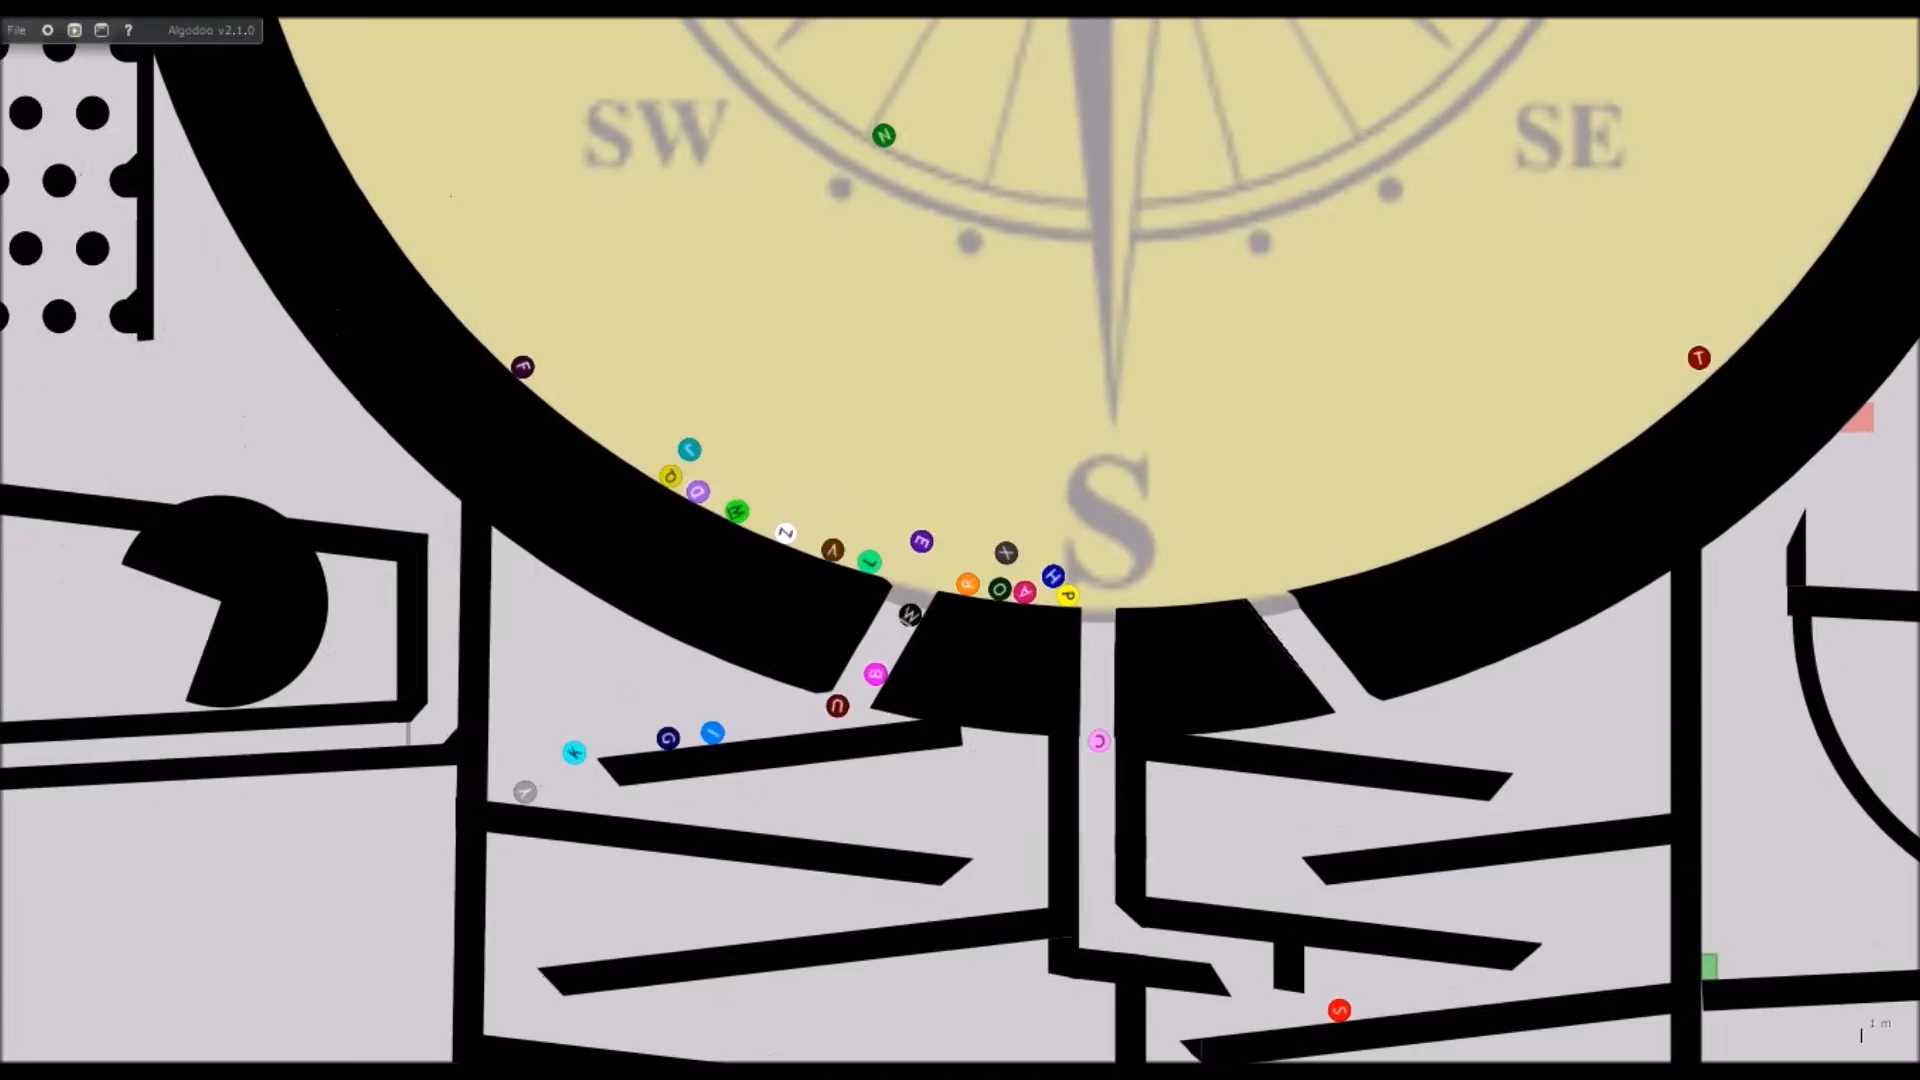 File ? Algodoo v2.1.0
SW SE
N
F T
J
Q
D
M
Z
V L E X
R O A H P
S
W
B
U
G I C
K
Y
S
1 m